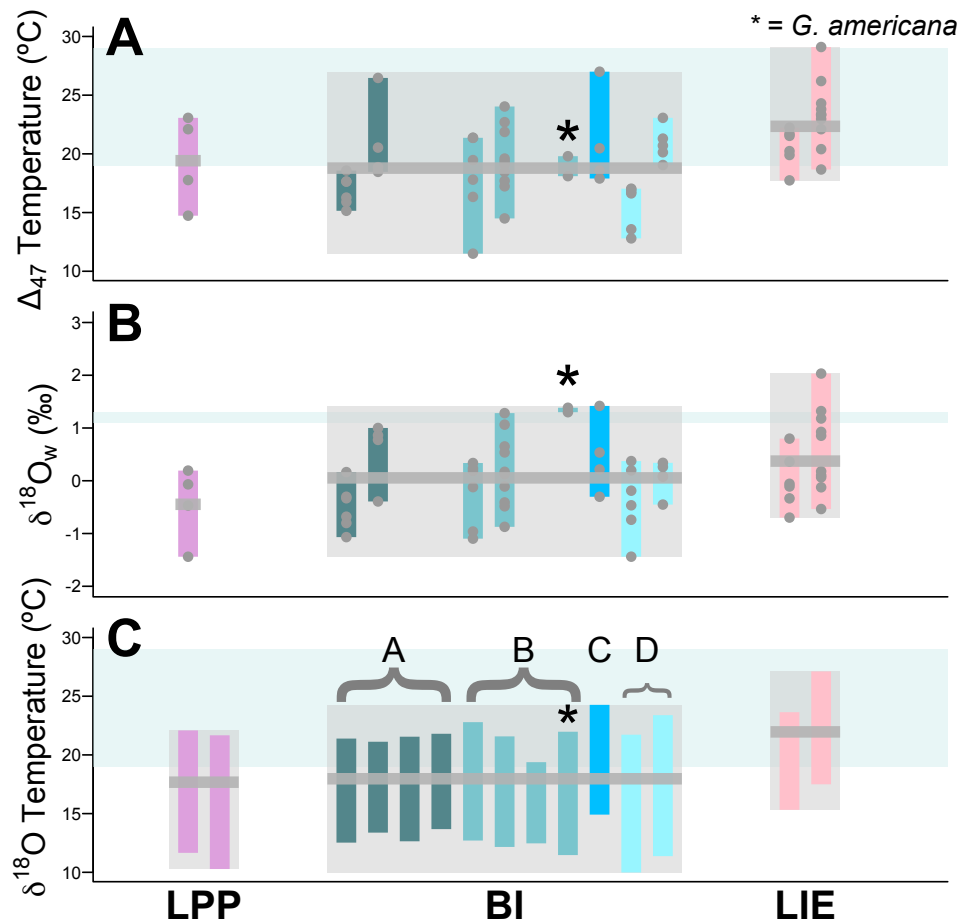 * = G. americana
A
Δ47 Temperature (ºC)
30
25
20
15
10
*
B
δ18Ow (‰)
3
2
1
0
-1
-2
*
C
δ18O Temperature (ºC)
30
25
20
15
10
A B C D
*
LPP BI LIE